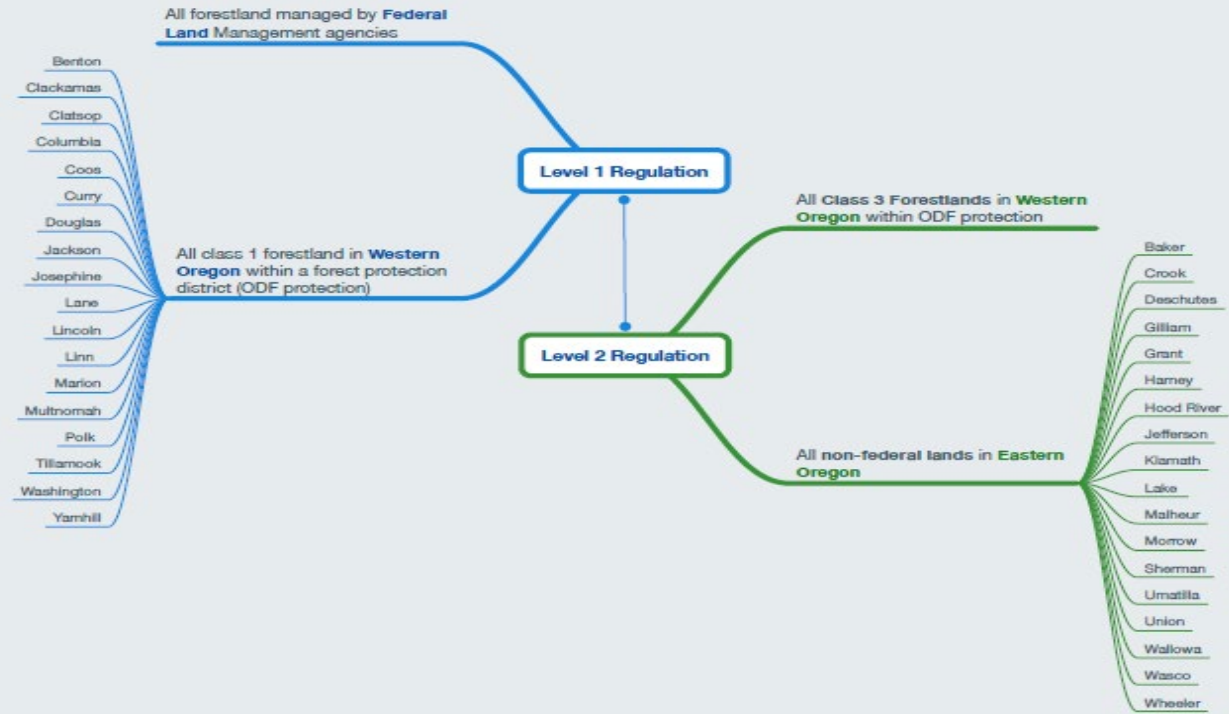 All forestland managed by Federal
Land Management agencies
Benton
Clackamas
Clatsop
Columbia
Coos
Curry
Douglas
Jackson
Josephine
Lane
Lincoln
Linn
Marion
Multnomah
Polk
Tillamook
Washington
Yamhill
All class 1 forestland in Western
Oregon within a forest protection
district (ODF protection)
Level 1 Regulation
Level 2 Regulation
All Class 3 Forestlands in Western
Oregon within ODF protection
All non-federal lands in Eastern
Oregon
Baker
Crook
Deschutes
Gilliam
Grant
Harney
Hood River
Jefferson
Klamath
Lake
Malheur
Morrow
Sherman
Umatilla
Union
Wallowa
Wasco
Wheeler